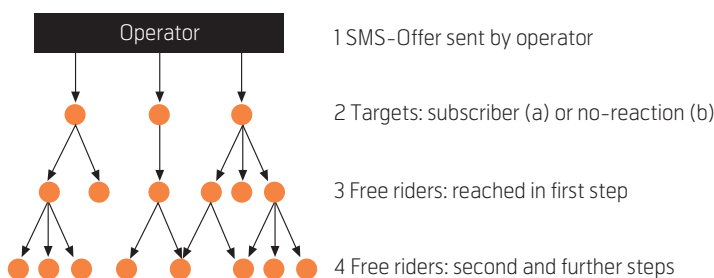 Operator
1 SMS-Offer sent by operator
2 Targets: subscriber (a) or no-reaction (b)
3 Free riders: reached in first step
4 Free riders: second and further steps